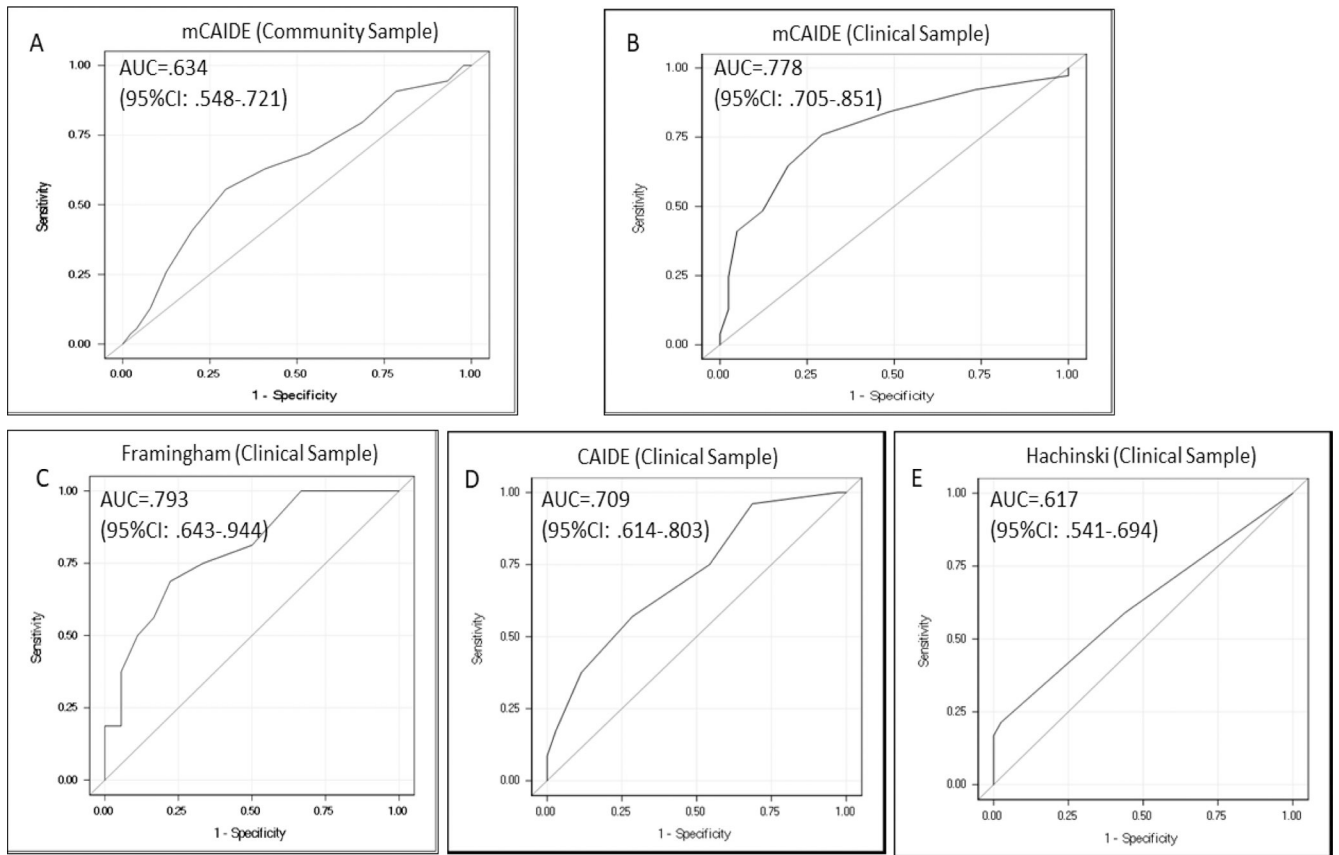 A
mCAIDE (Community Sample)
AUC=.634
(95%CI: .548-.721)
1.00
0.75
0.50
0.25
0.00
Sensitivity
0.00 0.25 0.50 0.75 1.00
1 - Specificity
B
mCAIDE (Clinical Sample)
AUC=.778
(95%CI: .705-.851)
1.00
0.75
0.50
0.25
0.00
Sensitivity
0.00 0.25 0.50 0.75 1.00
1 - Specificity
C
Framingham (Clinical Sample)
AUC=.793
(95%CI: .643-.944)
1.00
0.75
0.50
0.25
0.00
Sensitivity
0.00 0.25 0.50 0.75 1.00
1 - Specificity
D
CAIDE (Clinical Sample)
AUC=.709
(95%CI: .614-.803)
1.00
0.75
0.50
0.25
0.00
Sensitivity
0.00 0.25 0.50 0.75 1.00
1 - Specificity
E
Hachinski (Clinical Sample)
AUC=.617
(95%CI: .541-.694)
1.00
0.75
0.50
0.25
0.00
Sensitivity
0.00 0.25 0.50 0.75 1.00
1 - Specificity